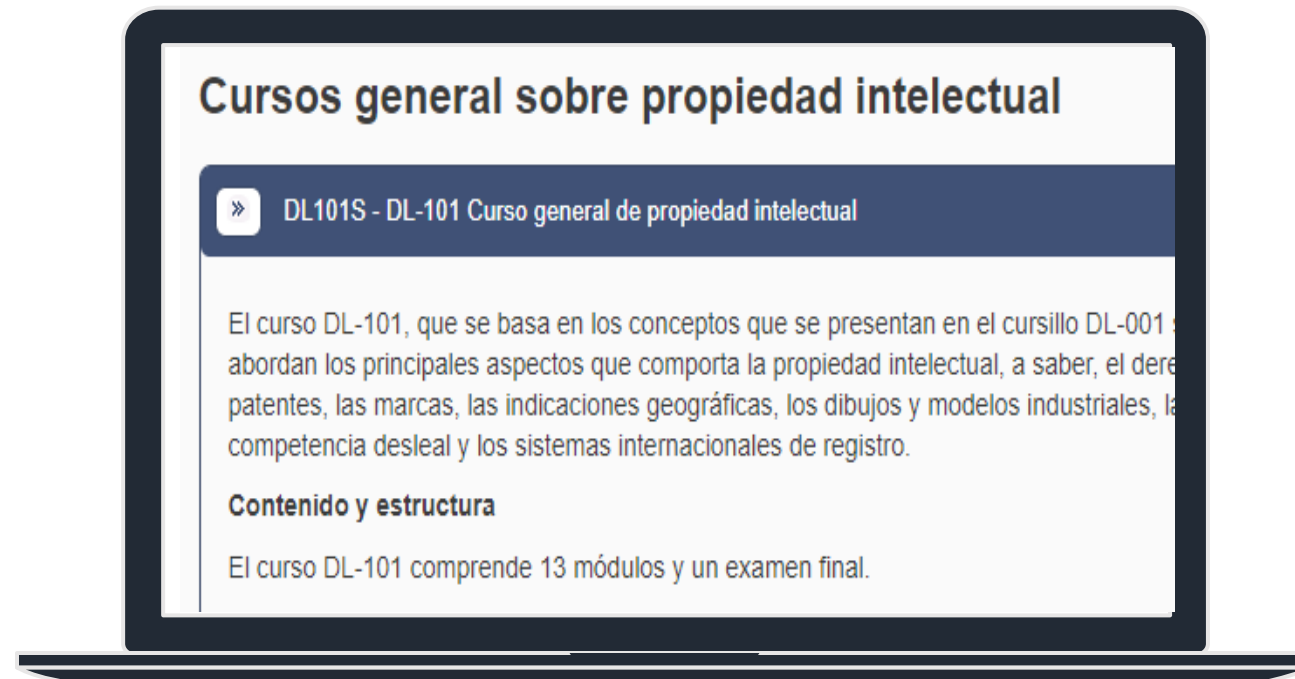 Cursos general sobre propiedad intelectual
DL101S - DL-101 Curso general de propiedad intelectual
El curso DL-101, que se basa en los conceptos que se presentan en el cursillo DL-001
abordan los principales aspectos que comporta la propiedad intelectual, a saber, el
patentes, las marcas, las indicaciones geográficas, los dibujos y modelos industriales,
competencia desleal y los sistemas internacionales de registro.
Contenido y estructura
El curso DL-101 comprende 13 módulos y un examen final.